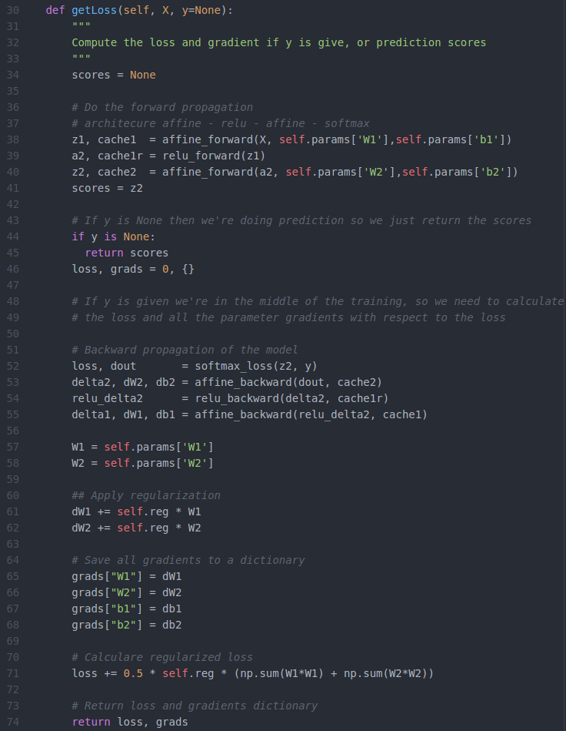 30 def getLoss(self, X, y=None):
31 """
32 Compute the loss and gradient if y is give, or prediction scores
33 """
34 scores = None
35
36 # Do the forward propagation
37 # architecure affine - relu - affine - softmax
38 z1, cache1  = affine_forward(X, self.params['W1'],self.params['b1'])
39 a2, cache1r = relu_forward(z1)
40 z2, cache2  = affine_forward(a2, self.params['W2'],self.params['b2'])
41 scores = z2
42
43 # If y is None then we're doing prediction so we just return the scores
44 if y is None:
45 return scores
46 loss, grads = 0, {}
47
48 # If y is given we're in the middle of the training, so we need to calculate
49 # the loss and all the parameter gradients with respect to the loss
50
51 # Backward propagation of the model
52 loss, dout       = softmax_loss(z2, y)
53 delta2, dW2, db2 = affine_backward(dout, cache2)
54 relu_delta2      = relu_backward(delta2, cache1r)
55 delta1, dW1, db1 = affine_backward(relu_delta2, cache1)
56
57 W1 = self.params['W1']
58 W2 = self.params['W2']
59
60 ## Apply regularization
61 dW1 += self.reg * W1
62 dW2 += self.reg * W2
63
64 # Save all gradients to a dictionary
65 grads["W1"] = dW1
66 grads["W2"] = dW2
67 grads["b1"] = db1
68 grads["b2"] = db2
69
70 # Calculare regularized loss
71 loss += 0.5 * self.reg * (np.sum(W1*W1) + np.sum(W2*W2))
72
73 # Return loss and gradients dictionary
74 return loss, grads